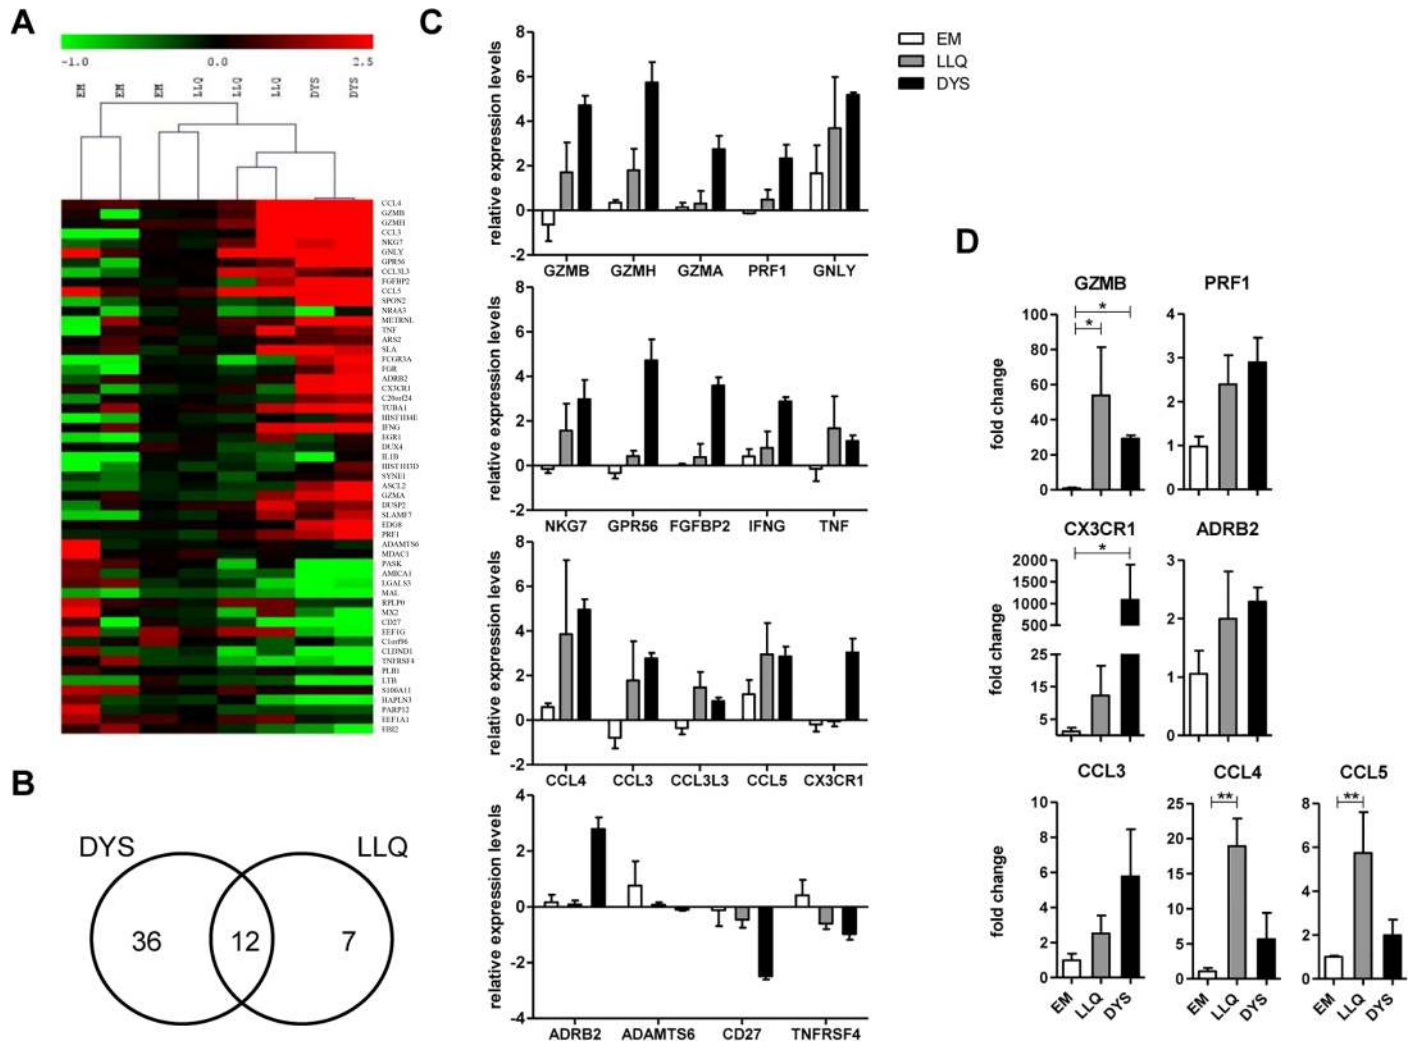 A
-1.0 0.0 2.5
EM EM EM LLQ LLQ LLQ DYS DYS
CCL4
GZMB
GZMH
CCL3
NKG7
GNLY
GPR56
CCL3L3
FGFBP2
CCL5
SPON2
NR4A3
METRNL
TNF
ARS2
SLA
FCGR3A
FGR
ADRB2
CX3CR1
C20orf24
TUBA1
HIST1H4E
IFNG
EGR1
DUX4
IL1B
HIST1H3D
SYNE1
ASCL2
GZMA
DUSP2
SLAMF7
EDG8
PRF1
ADAMTS6
MDAC1
PASK
AMICA1
LGALS3
MAL
RPLP0
MX2
CD27
EEF1G
C1orf96
CLDND1
TNFRSF4
PLB1
LTB
S100A11
HAPLN3
PARP12
EEF1A1
B
DYS LLQ
36 12 7
C
EM
LLQ
DYS
relative expression levels
8
6
4
2
0
-2
GZMB GZMH GZMA PRF1 GNLY
relative expression levels
8
6
4
2
0
-2
NKG7 GPR56 FGFBP2 IFNG TNF
relative expression levels
8
6
4
2
0
-2
CCL4 CCL3 CCL3L3 CCL5 CX3CR1
relative expression levels
4
2
0
-2
-4
ADRB2 ADAMTS6 CD27 TNFRSF4
D
GZMB
fold change
100
80
60
40
20
0
*
*
PRF1
4
3
2
1
0
CX3CR1
fold change
2000
1500
1000
500
25
15
5
*
ADRB2
3
2
1
0
CCL3
fold change
10
8
6
4
2
0
EM LLQ DYS
CCL4
25
20
15
10
5
0
**
EM LLQ DYS
CCL5
8
6
4
2
0
**
EM LLQ DYS